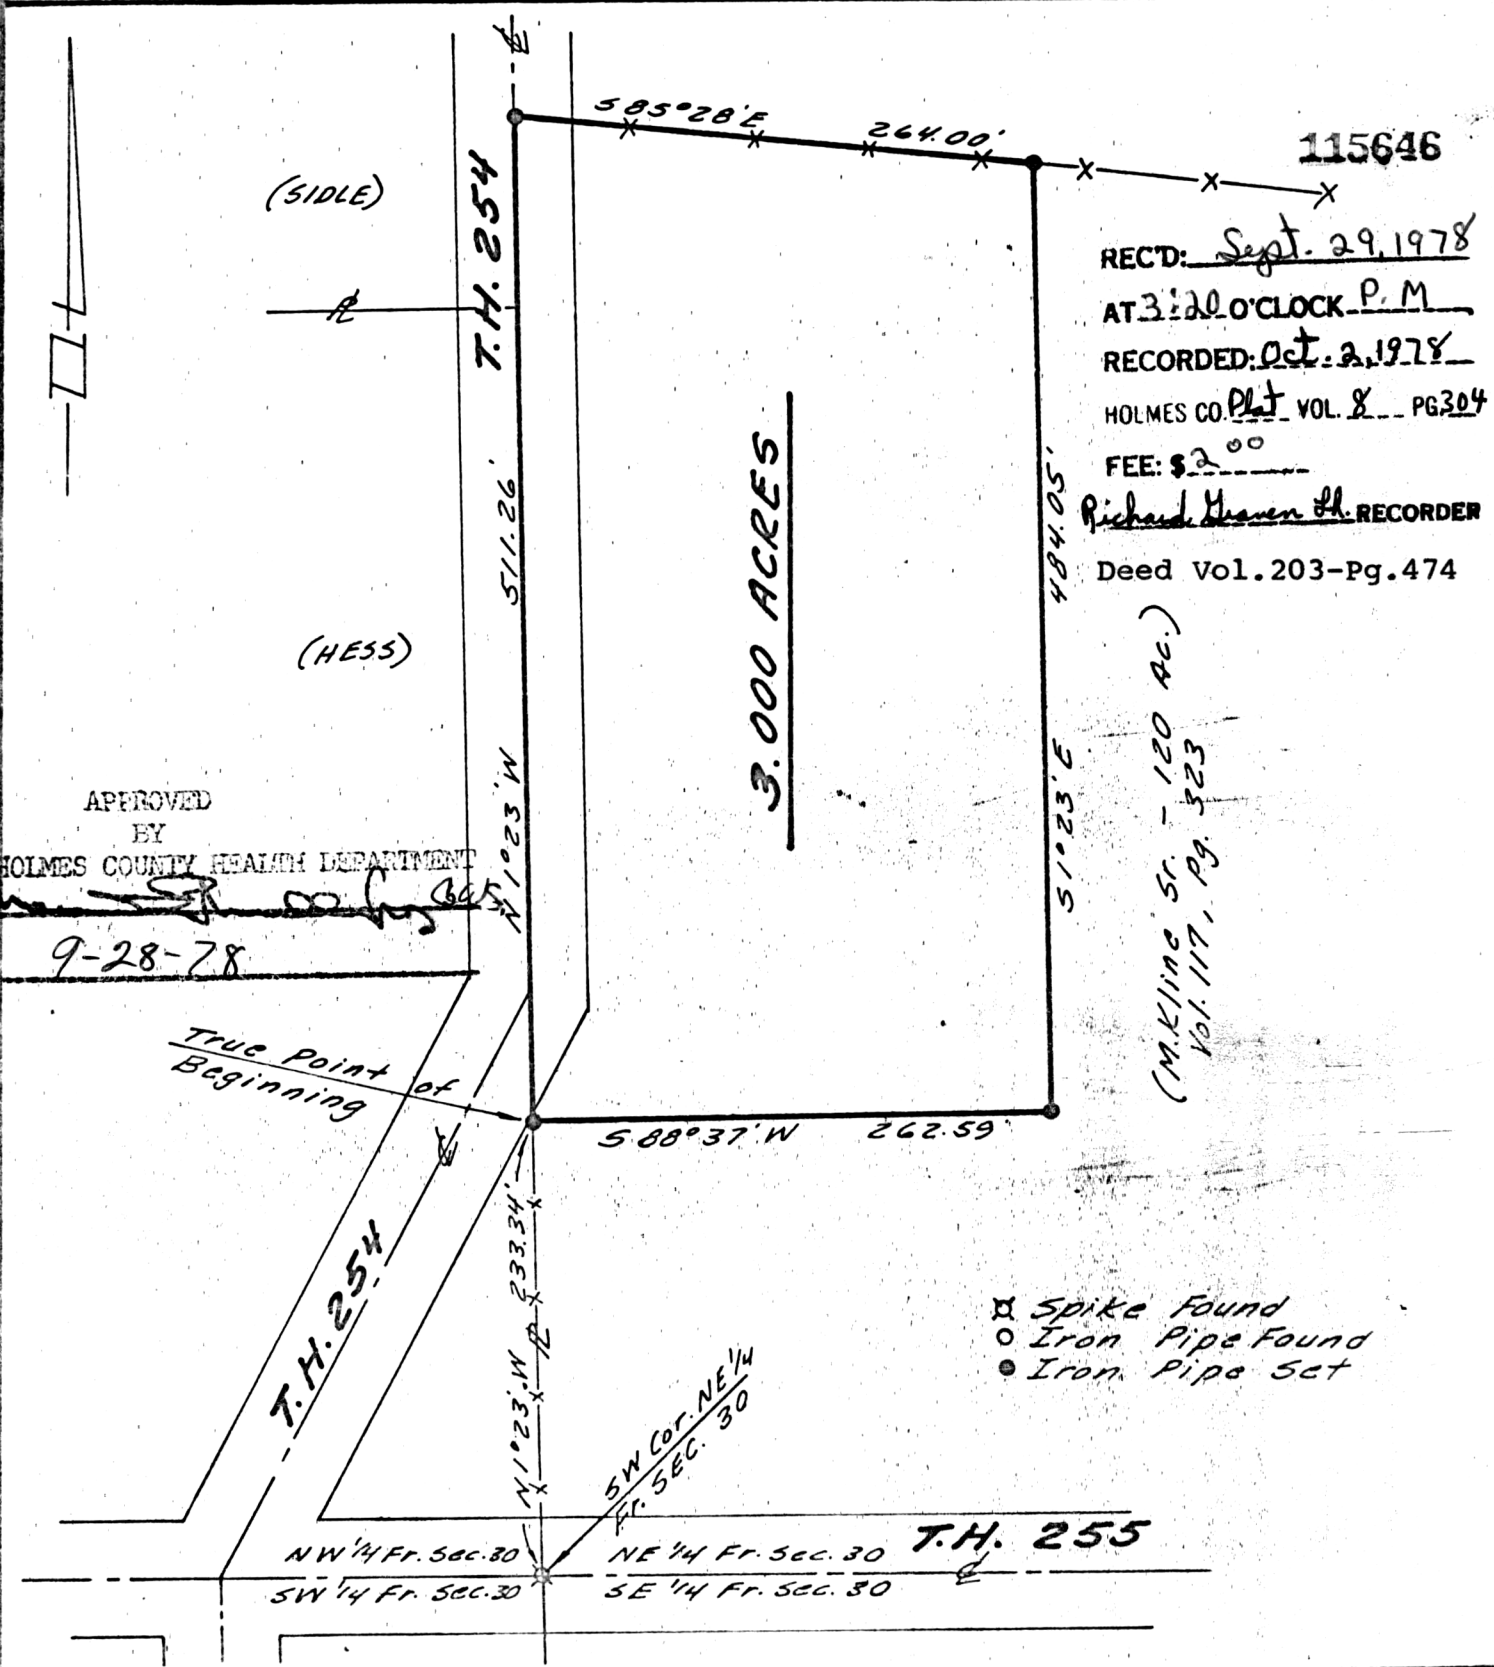 S 85°28'E 264.00'
115646
(SIDLE)
T.H. 254
REC'D: Sept. 29, 1978
AT 3:20 O'CLOCK P.M
RECORDED: Oct. 2, 1978
HOLMES CO. Plat VOL. 8 PG 304
FEE: $2.00
Richard Graven RECORDER
Deed Vol.203-Pg.474
511.26'
N 1°23'W
3.000 ACRES
484.05'
S 1°23'E
(M. Kline Sr. - 120 Ac.)
Vol. 117, Pg. 323
(HESS)
APPROVED
BY
HOLMES COUNTY HEALTH DEPARTMENT
9-28-78
True Point of
Beginning
S 88°37'W 262.59'
233.34'
N 1°23'W
T.H. 254
Spike Found
Iron Pipe Found
Iron Pipe Set
SW Cor. NE 1/4
Fr. SEC. 30
NW 1/4 Fr. Sec. 30
NE 1/4 Fr. Sec. 30
T.H. 255
SW 1/4 Fr. Sec. 30
SE 1/4 Fr. Sec. 30